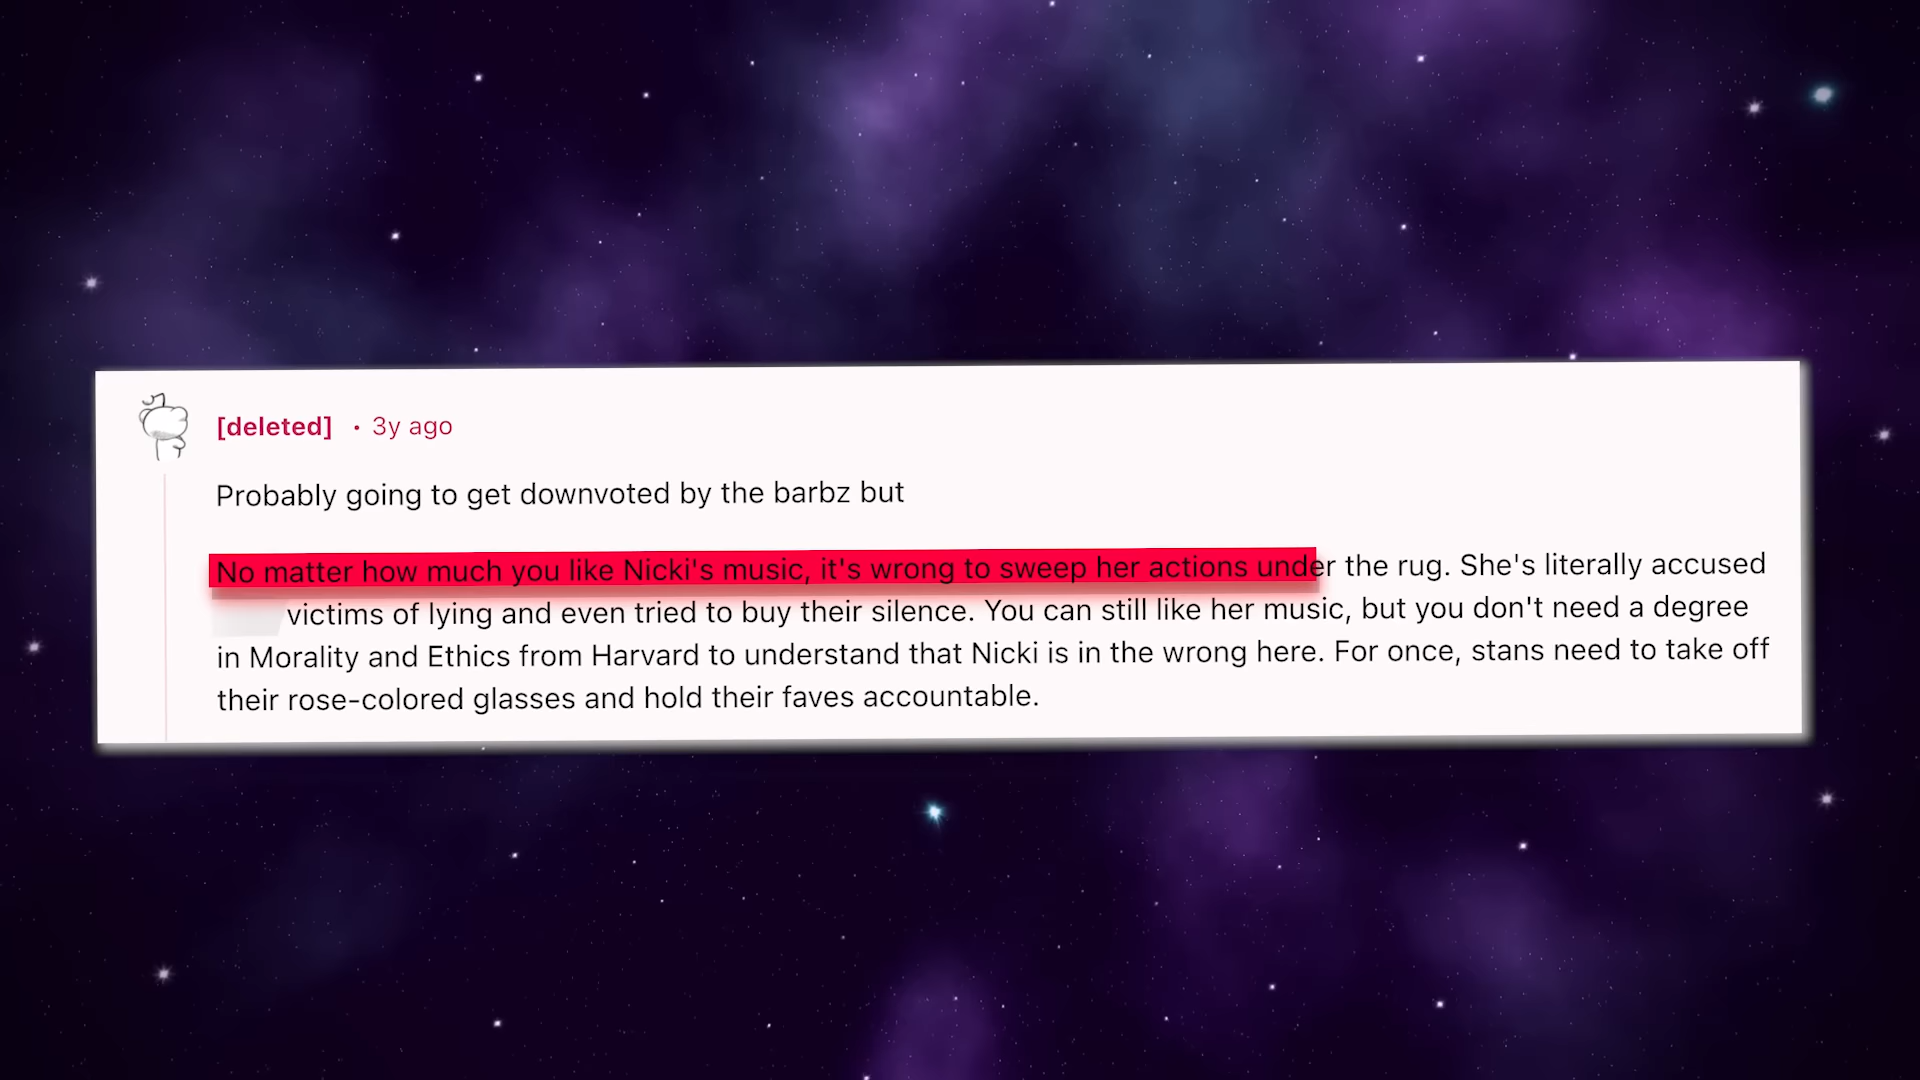 [deleted] • 3y ago
Probably going to get downvoted by the barbz but
No matter how much you like Nicki's music, it's wrong to sweep her actions under the rug. She's literally accused
victims of lying and even tried to buy their silence. You can still like her music, but you don't need a degree
in Morality and Ethics from Harvard to understand that Nicki is in the wrong here. For once, stans need to take off
their rose-colored glasses and hold their faves accountable.